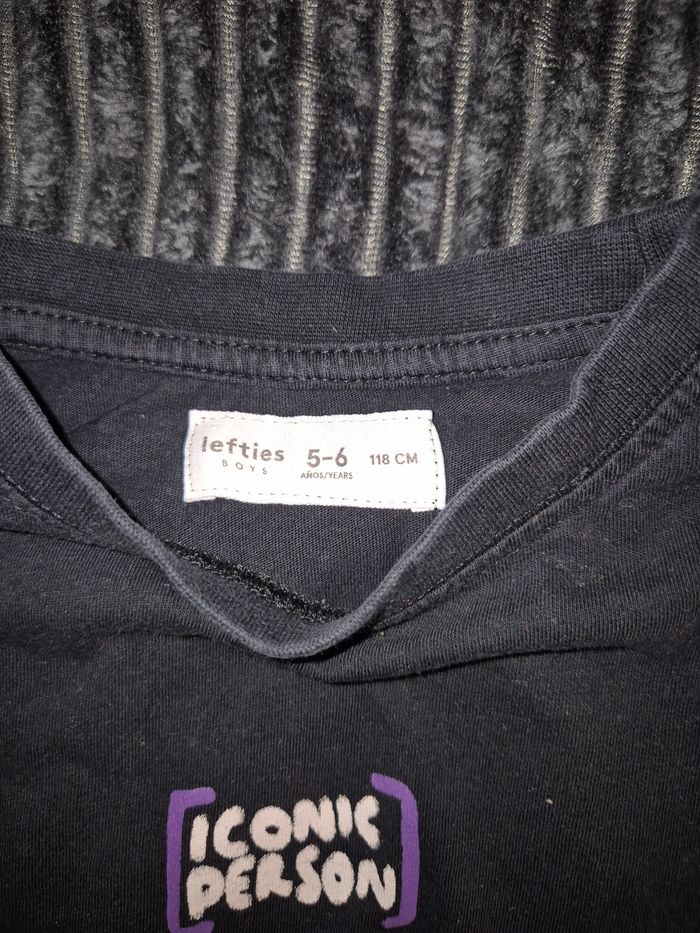 lefties
BOYS
5-6
AÑOS/YEARS
118 CM
ICONIC
PERSON